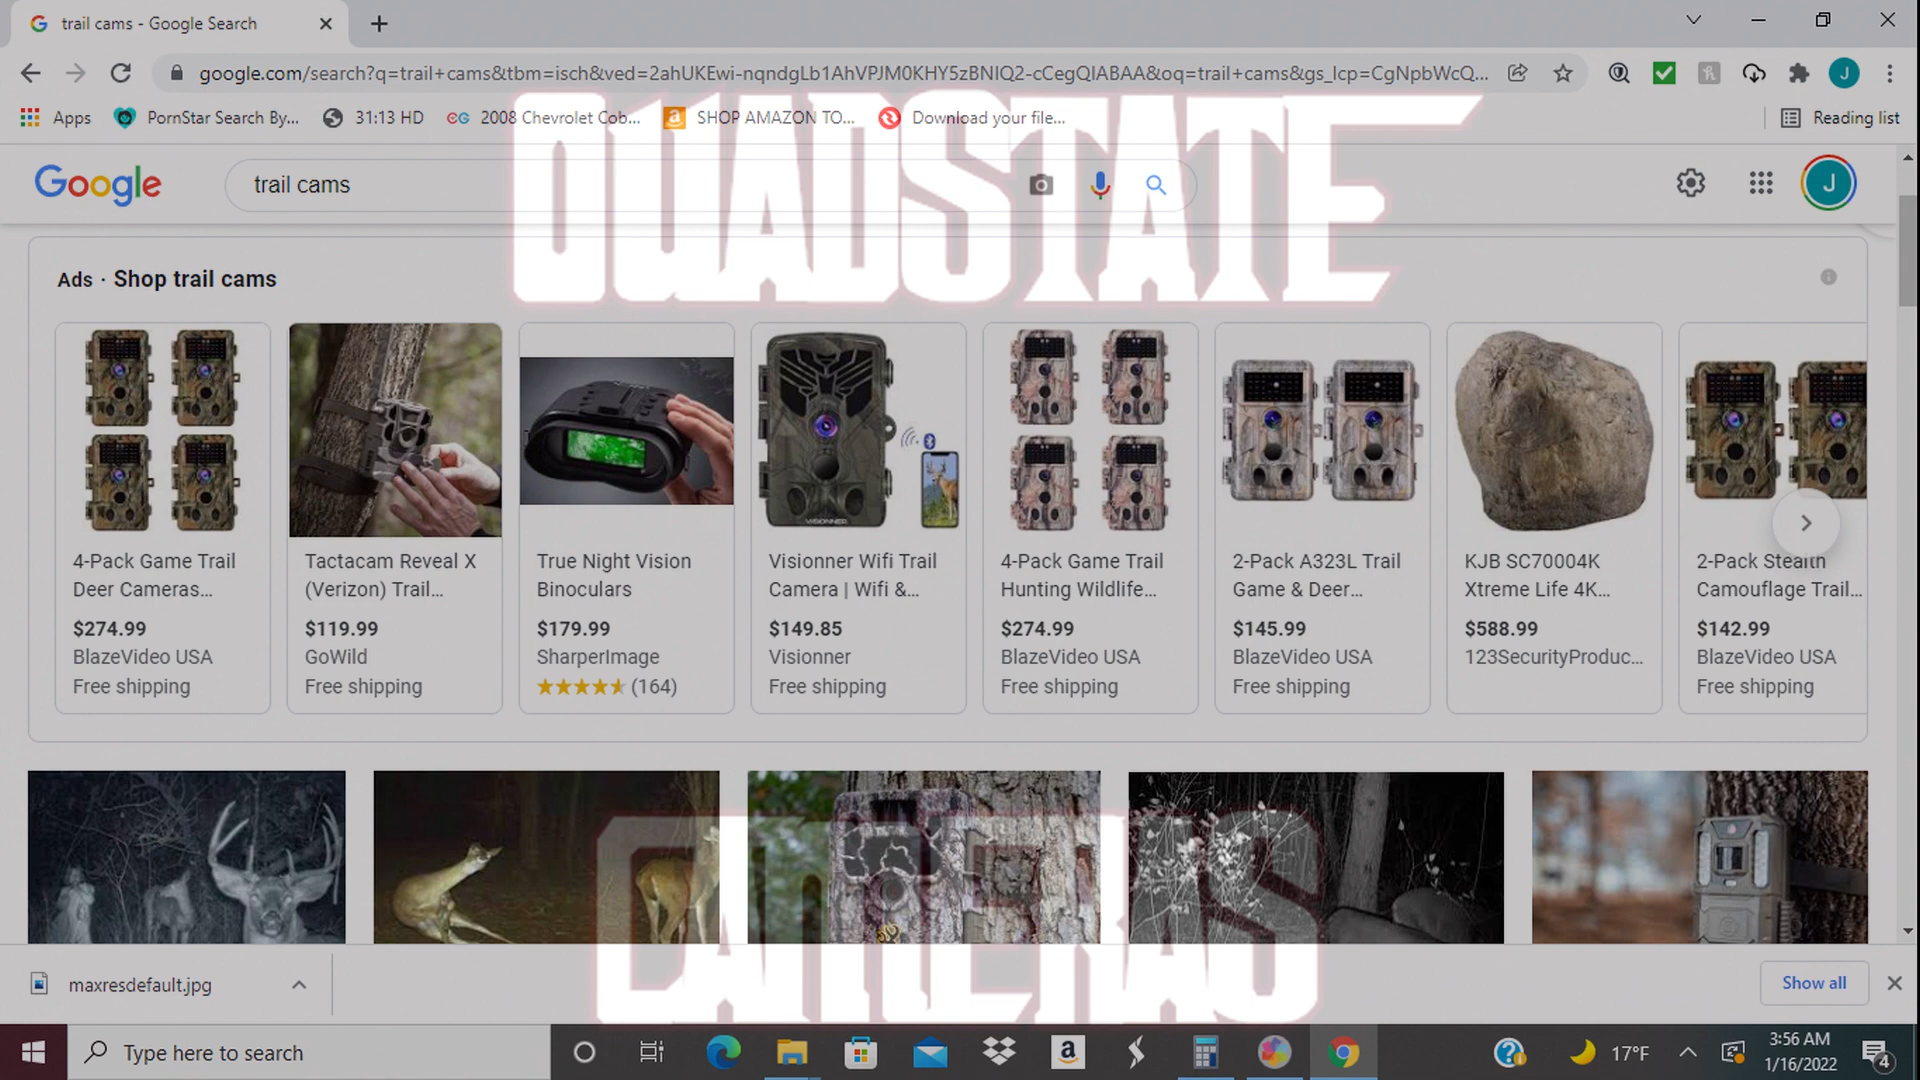 trail cams - Google Search
google.com/search?q=trail+cams&tbm=isch&ved=2ahUKEwi-nqndgLb1AhVPJM0KHY5zBNIQ2-cCegQIABAA&oq=trail+cams&gs_lcp=CgNpbWcQ...
J
Apps
PornStar Search By...
31:13 HD
CG
2008 Chevrolet Cob...
a
SHOP AMAZON TO...
Download your file...
Reading list
QUADSTATE
Google
trail cams
J
Ads · Shop trail cams
VISIONNER
4-Pack Game Trail
Deer Cameras...
$274.99
BlazeVideo USA
Free shipping
Tactacam Reveal X
(Verizon) Trail...
$119.99
GoWild
Free shipping
True Night Vision
Binoculars
$179.99
SharperImage
(164)
Visionner Wifi Trail
Camera | Wifi &...
$149.85
Visionner
Free shipping
4-Pack Game Trail
Hunting Wildlife...
$274.99
BlazeVideo USA
Free shipping
2-Pack A323L Trail
Game & Deer...
$145.99
BlazeVideo USA
Free shipping
KJB SC70004K
Xtreme Life 4K...
$588.99
123SecurityProduc...
2-Pack Stealth
Camouflage Trail...
$142.99
BlazeVideo USA
Free shipping
CAMERAS
maxresdefault.jpg
Show all
Type here to search
a
17°F
3:56 AM
1/16/2022
4